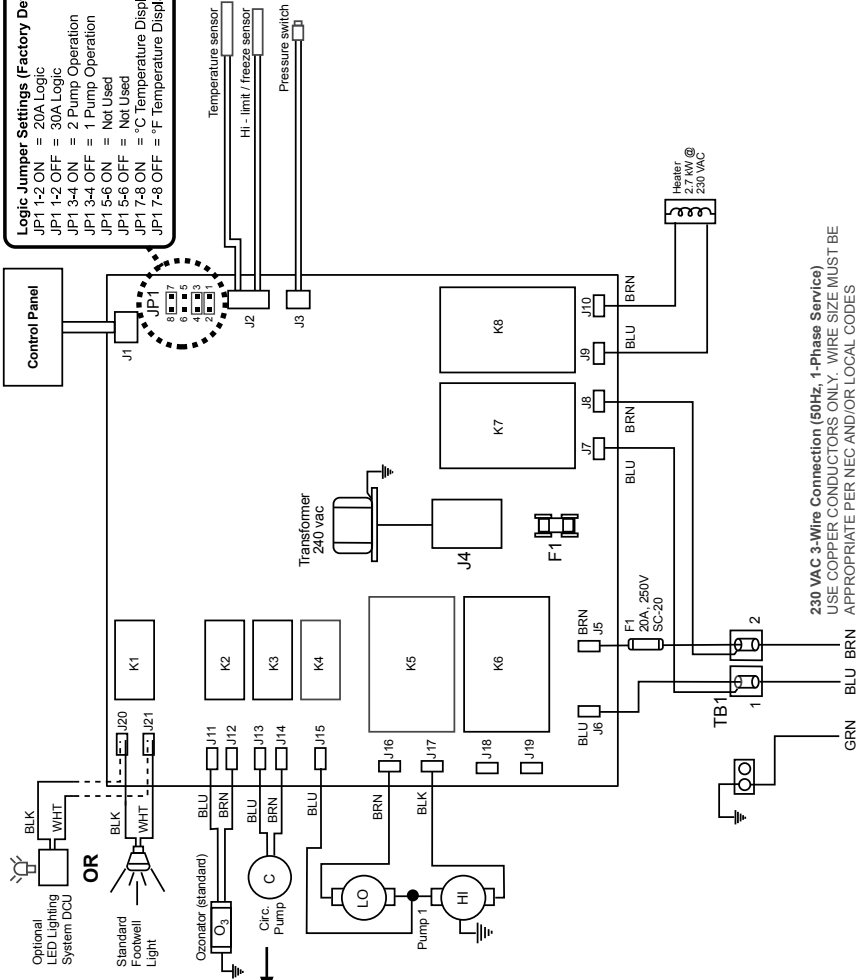 Logic Jumper Settings (Factory De
JP1 1-2 ON = 20A Logic
JP1 1-2 OFF = 30A Logic
JP1 3-4 ON = 2 Pump Operation
JP1 3-4 OFF = 1 Pump Operation
JP1 5-6 ON = Not Used
JP1 5-6 OFF = Not Used
JP1 7-8 ON = °C Temperature Displ
JP1 7-8 OFF = °F Temperature Displ
Control Panel
J1
JP1
8 7
6 5
4 3
2 1
J2
J3
Temperature sensor
Hi - limit / freeze sensor
Pressure switch
Optional
LED Lighting
System DCU
BLK
WHT
OR
Standard
Footwell
Light
BLK
WHT
J20
J21
K1
Ozonator (standard)
O3
BLU
BRN
J11
J12
K2
Circ.
Pump
C
BLU
BRN
J13
J14
K3
BLU
J15
K4
Pump 1
LO
HI
BRN
BLK
J16
J17
J18
J19
K5
K6
Transformer
240 vac
J4
F1
K7
K8
BLU
J6
BRN
J5
J7
BLU
J8
BRN
J9
BLU
J10
BRN
Heater
2.7 kW @
230 VAC
F1
20A, 250V
SC-20
TB1
1
2
GRN
BLU
BRN
230 VAC 3-Wire Connection (50Hz, 1-Phase Service)
USE COPPER CONDUCTORS ONLY. WIRE SIZE MUST BE
APPROPRIATE PER NEC AND/OR LOCAL CODES